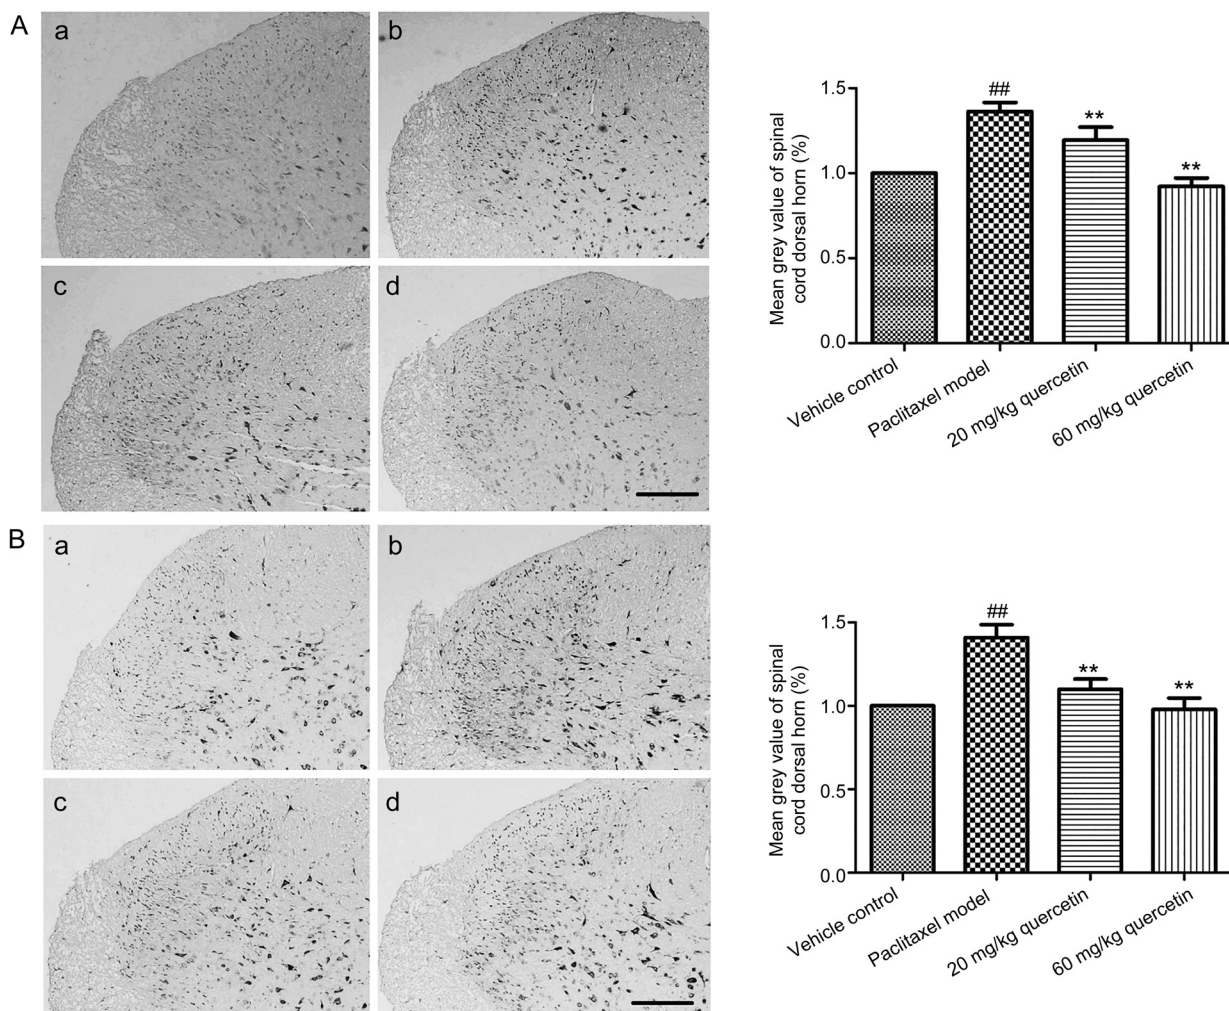 A
a
b
c
d
Mean grey value of spinal
cord dorsal horn (%)
1.5
1.0
0.5
0.0
##
**
**
Vehicle control
Paclitaxel model
20 mg/kg quercetin
60 mg/kg quercetin
B
a
b
c
d
Mean grey value of spinal
cord dorsal horn (%)
1.5
1.0
0.5
0.0
##
**
**
Vehicle control
Paclitaxel model
20 mg/kg quercetin
60 mg/kg quercetin